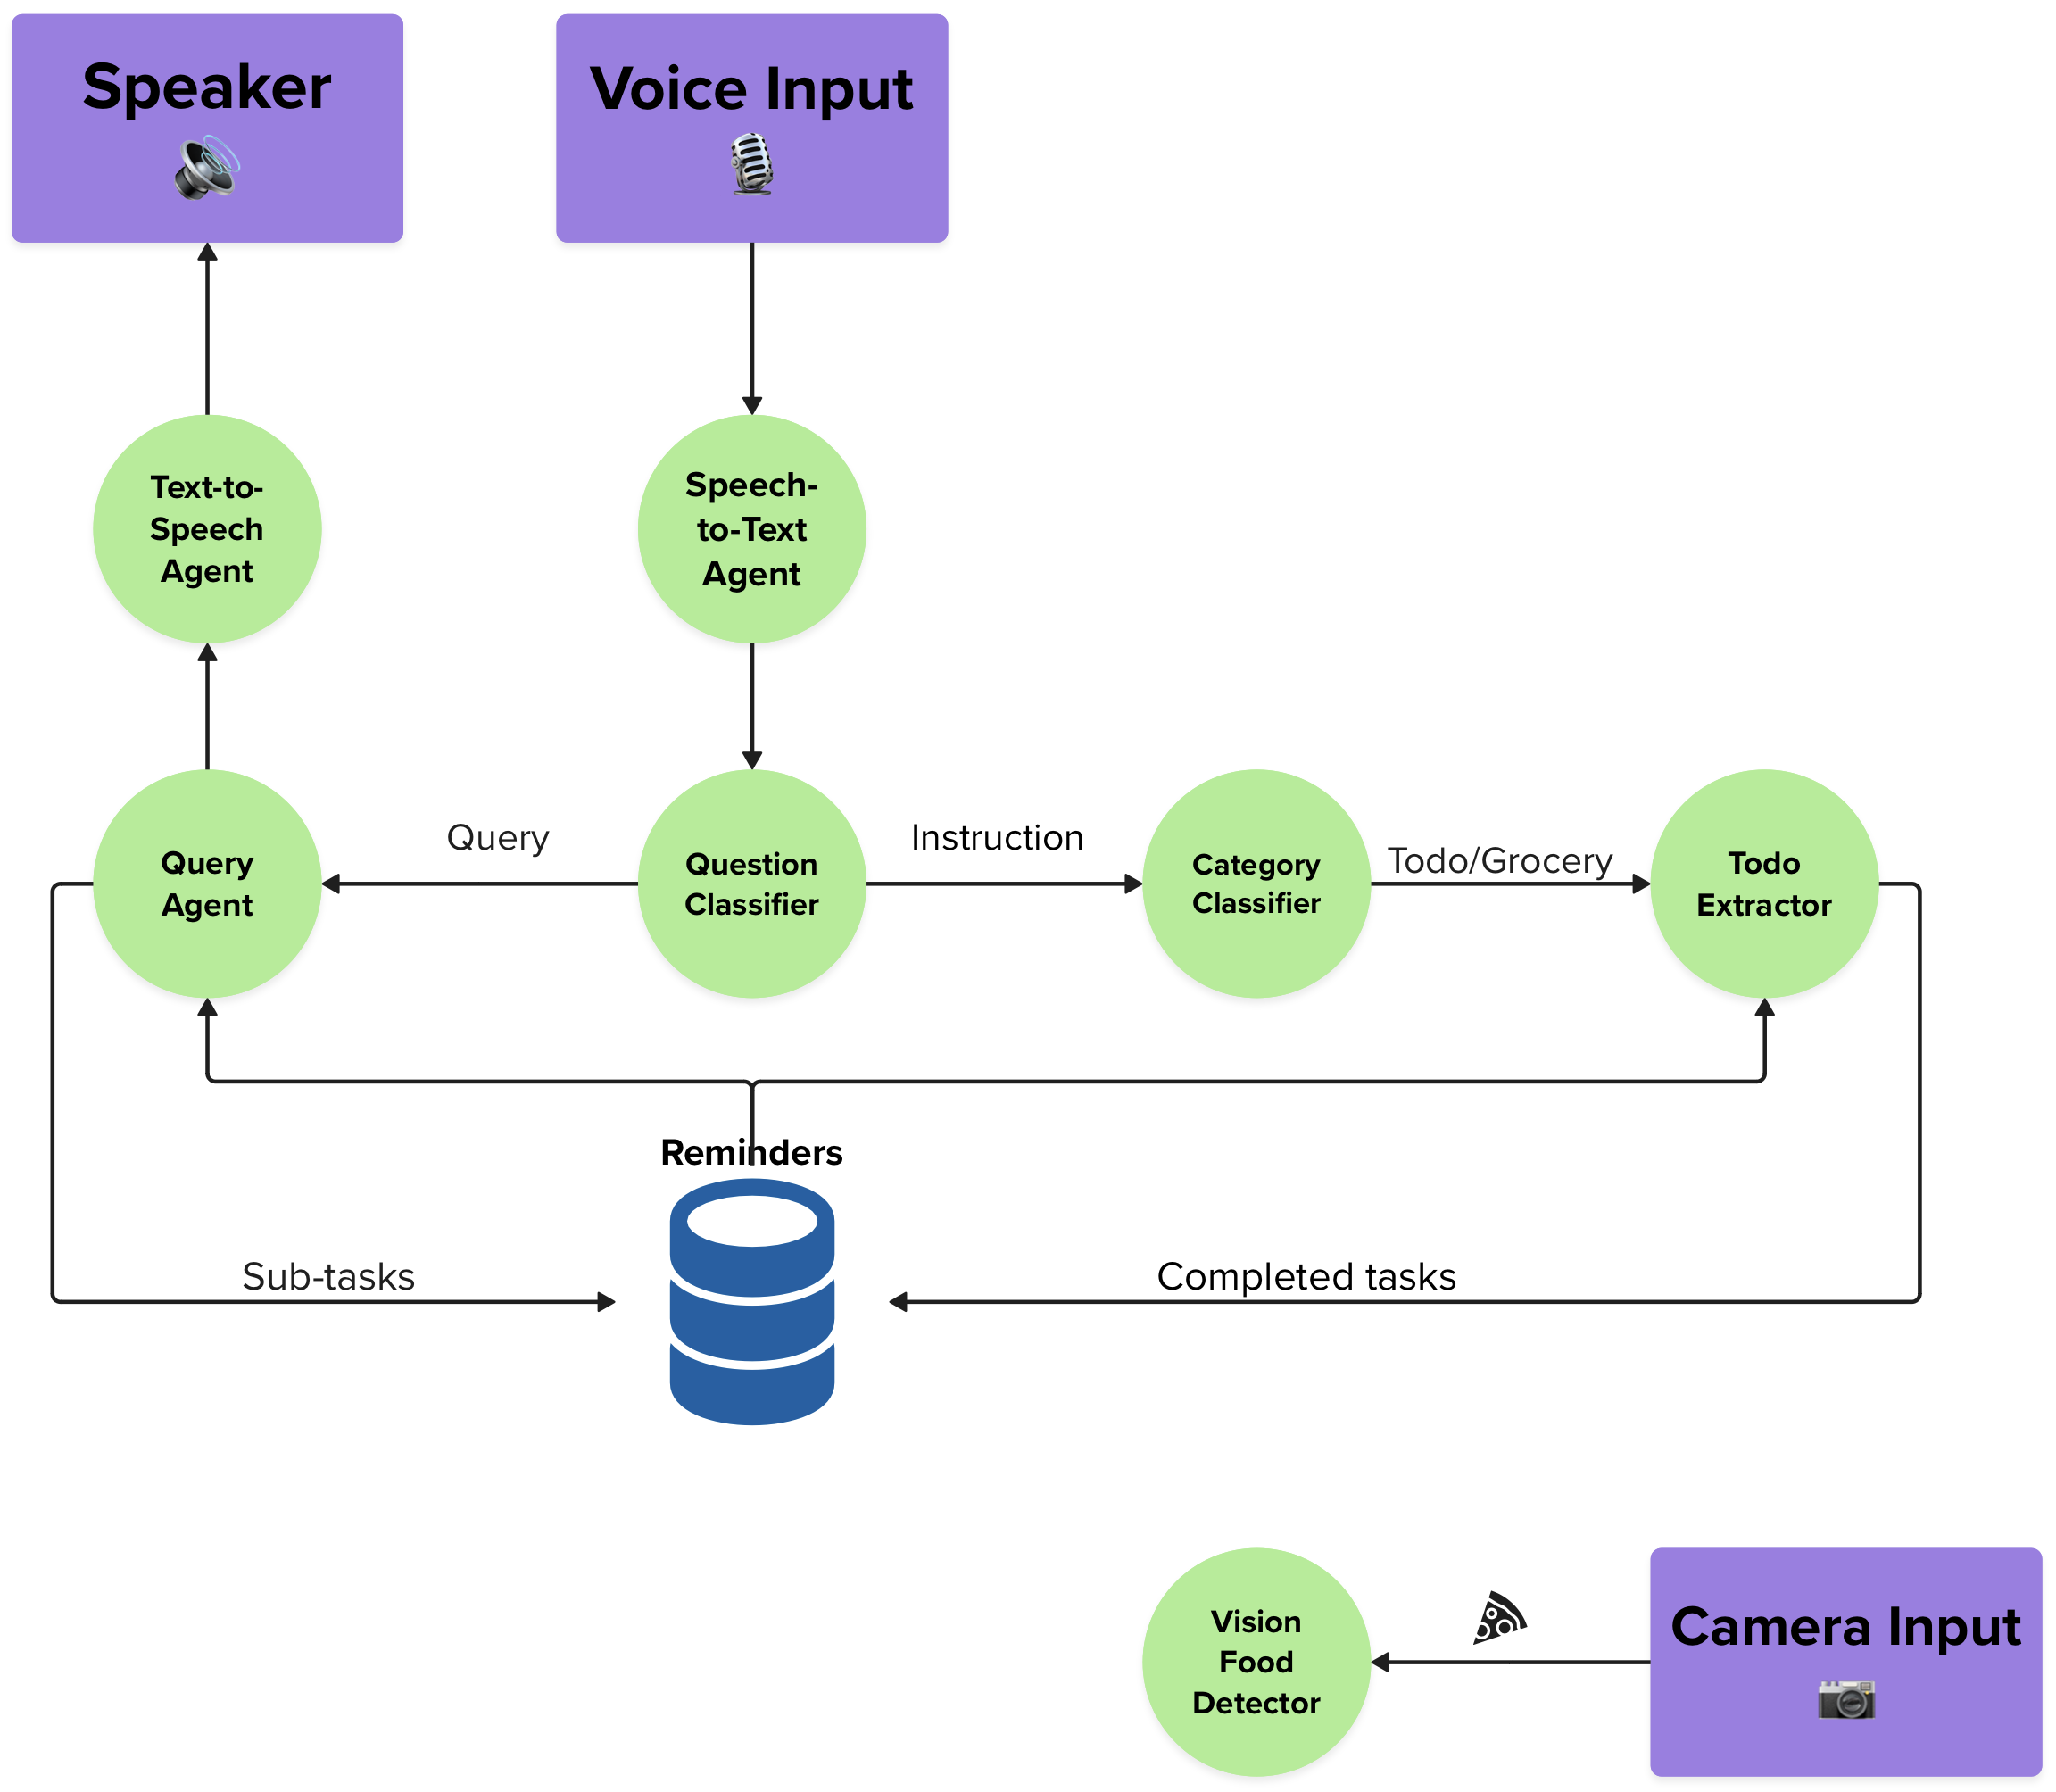 Speaker
Voice Input
Text-to-
Speech
Agent
Speech-
to-Text
Agent
Query
Agent
Query
Question
Classifier
Instruction
Category
Classifier
Todo/Grocery
Todo
Extractor
Reminders
Sub-tasks
Completed tasks
Vision
Food
Detector
Camera Input